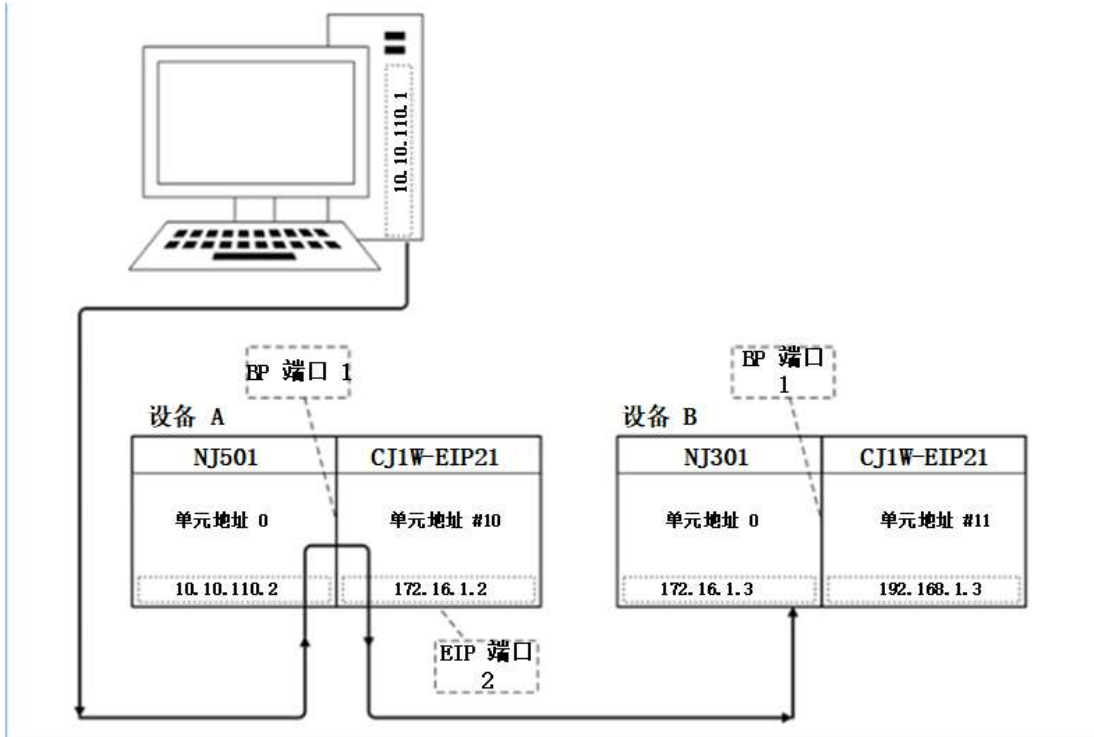 10.10.110.1
BP 端口 1
BP 端口
1
设备 A
设备 B
NJ501
CJ1W-EIP21
NJ301
CJ1W-EIP21
单元地址 0
单元地址 #10
单元地址 0
单元地址 #11
10.10.110.2
172.16.1.2
172.16.1.3
192.168.1.3
EIP 端口
2